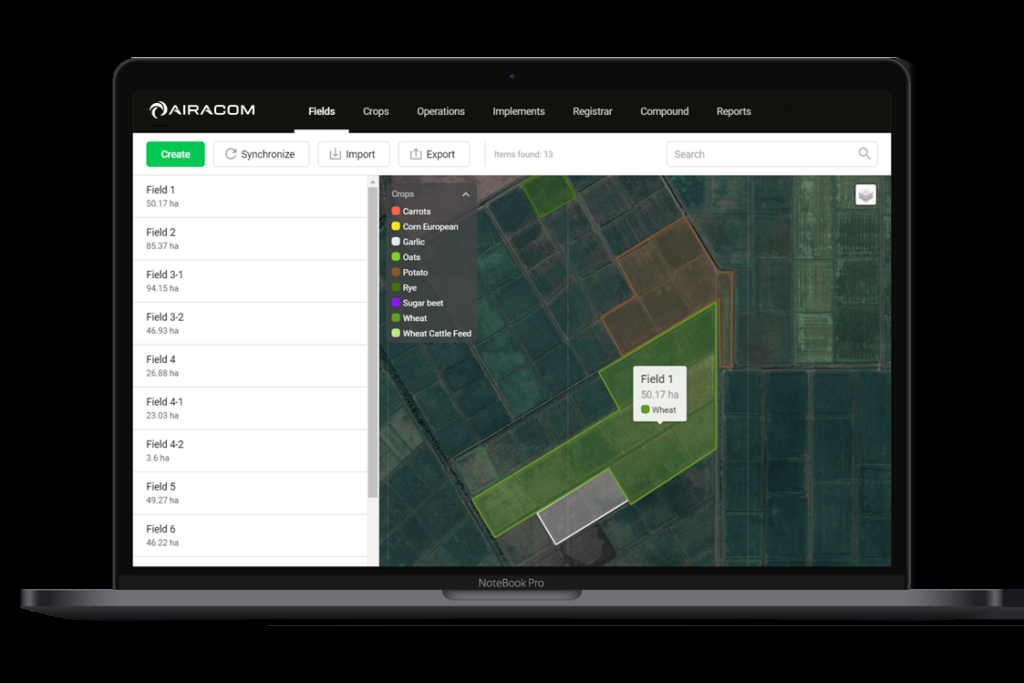 AIRACOM
Fields Crops Operations Implements Registrar Compound Reports
Create Synchronize Import Export Items found: 13 Search
Field 1
50.17 ha
Field 2
85.37 ha
Field 3-1
94.15 ha
Field 3-2
46.93 ha
Field 4
26.88 ha
Field 4-1
23.03 ha
Field 4-2
3.6 ha
Field 5
49.27 ha
Field 6
46.22 ha
Crops
Carrots
Corn European
Garlic
Oats
Potato
Rye
Sugar beet
Wheat
Wheat Cattle Feed
Field 1
50.17 ha
Wheat
NoteBook Pro